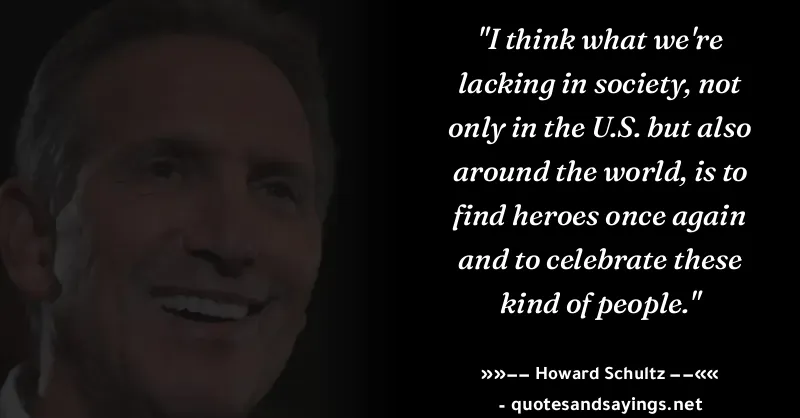 "I think what we're
lacking in society, not
only in the U.S. but also
around the world, is to
find heroes once again
and to celebrate these
kind of people."
»»−− Howard Schultz −−««
- quotesandsayings.net